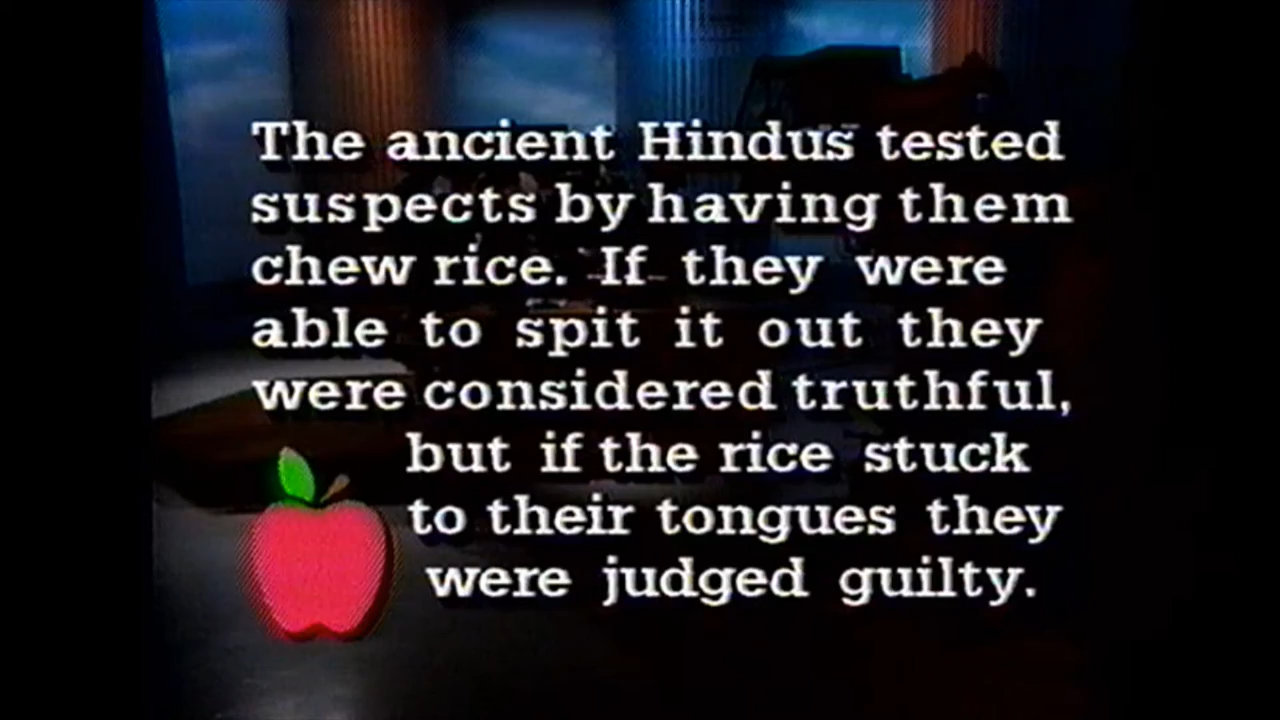 The ancient Hindus tested
suspects by having them
chew rice. If they were
able to spit it out they
were considered truthful,
but if the rice stuck
to their tongues they
were judged guilty.